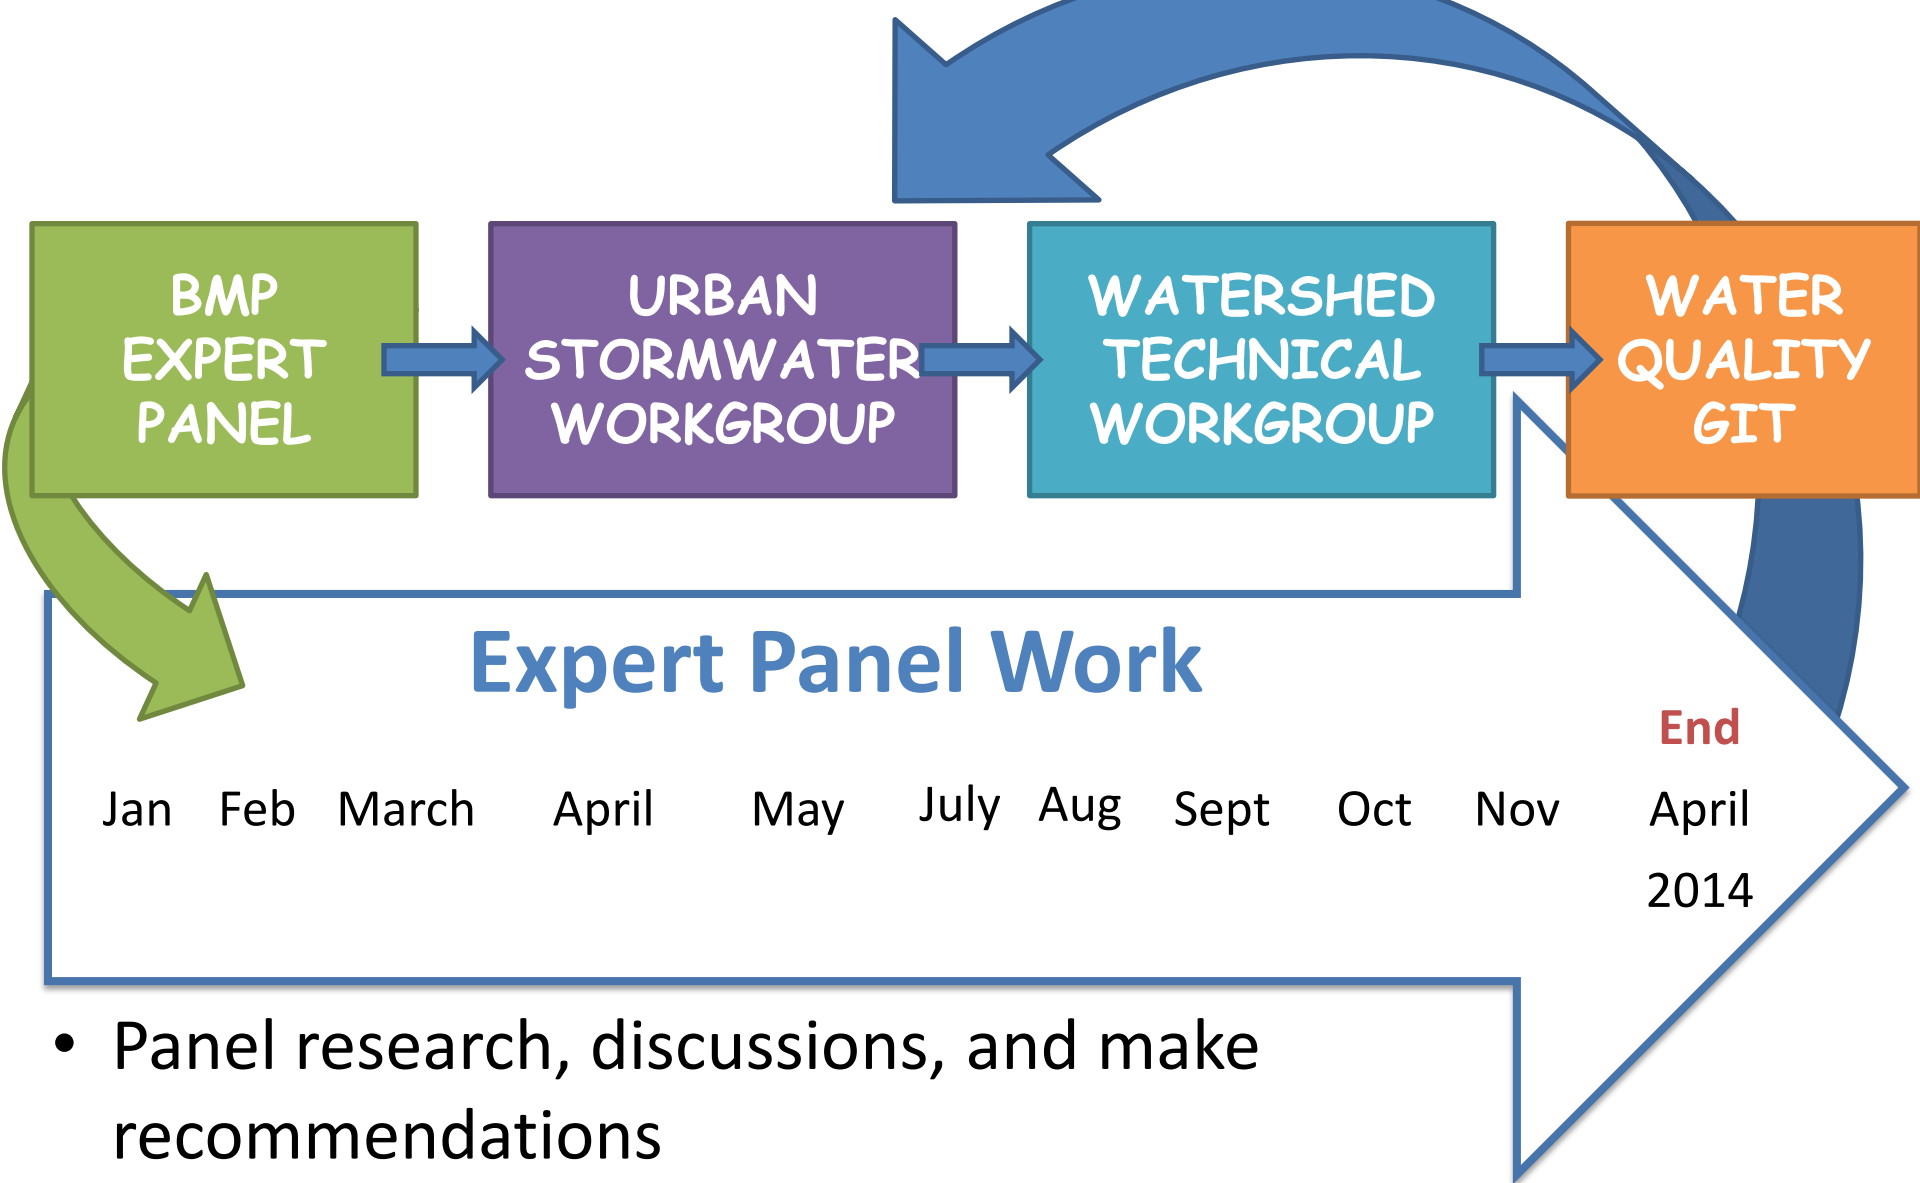 BMP
EXPERT
PANEL
URBAN
STORMWATER
WORKGROUP
WATERSHED
TECHNICAL
WORKGROUP
WATER
QUALITY
GIT
Expert Panel Work
End
Jan Feb March April May July Aug Sept Oct Nov April
2014
• Panel research, discussions, and make
recommendations